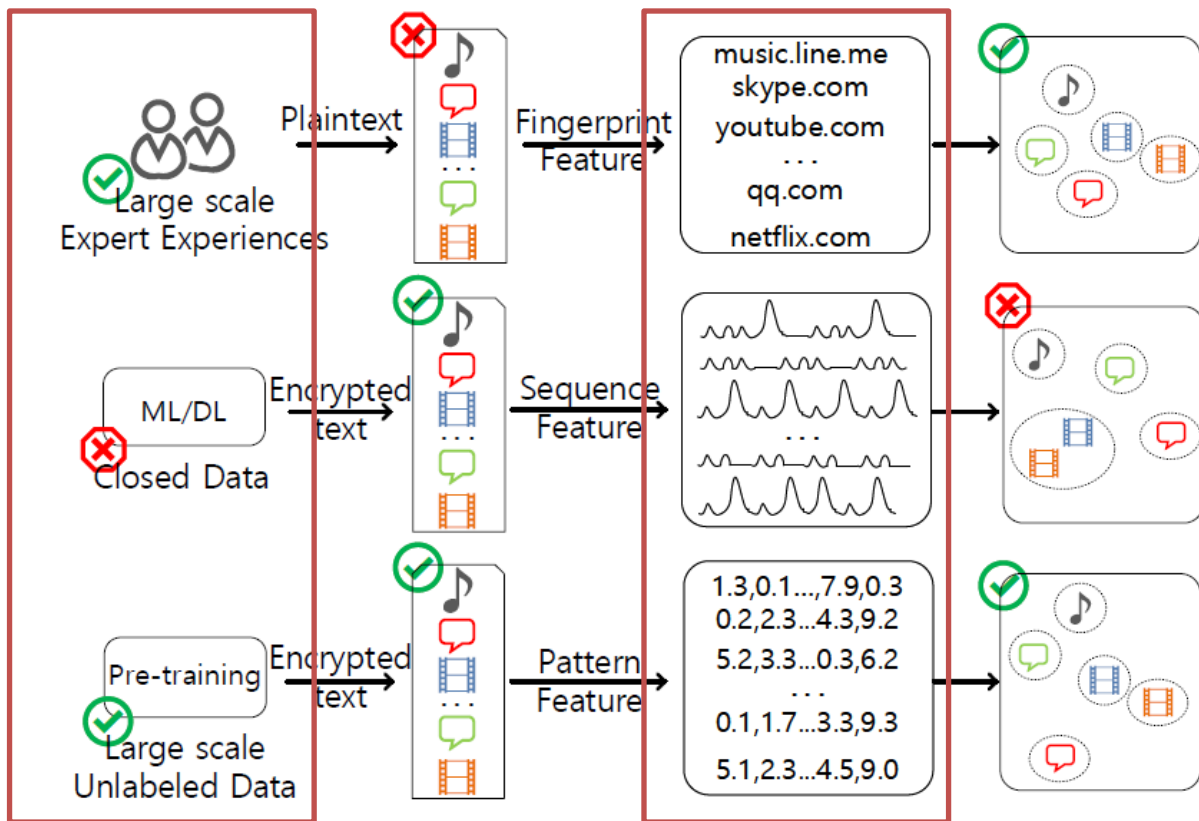 Large scale
Expert Experiences
Plaintext
Fingerprint
Feature
music.line.me
skype.com
youtube.com
...
qq.com
netflix.com
...
ML/DL
Closed Data
Encrypted
text
...
Sequence
Feature
...
Pre-training
Large scale
Unlabeled Data
Encrypted
text
...
Pattern
Feature
1.3,0.1...,7.9,0.3
0.2,2.3...4.3,9.2
5.2,3.3...0.3,6.2
...
0.1,1.7...3.3,9.3
5.1,2.3...4.5,9.0